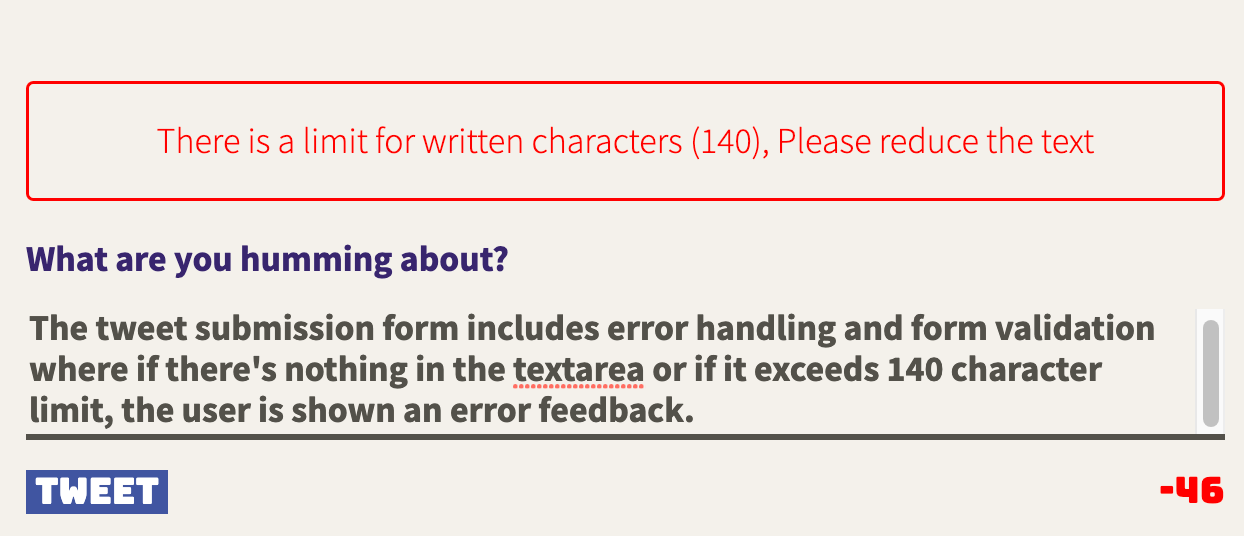 There is a limit for written characters (140), Please reduce the text
What are you humming about?
The tweet submission form includes error handling and form validation
where if there's nothing in the textarea or if it exceeds 140 character
limit, the user is shown an error feedback.
TWEET
-46